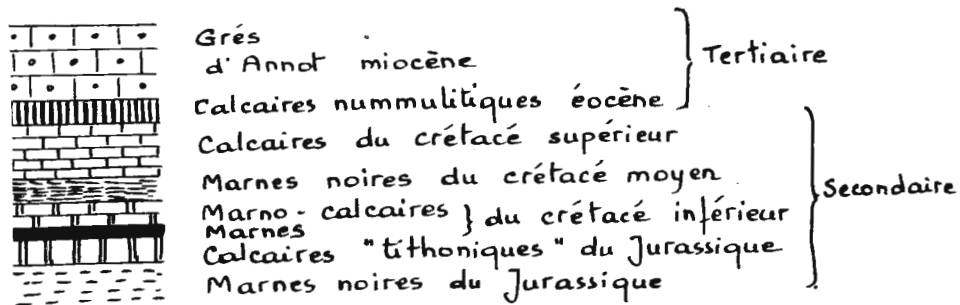 Grés
d'Annot miocène
Tertiaire
Calcaires nummulitiques éocène
Calcaires du crétacé supérieur
Marnes noires du crétacé moyen
Secondaire
Marno-calcaires } du crétacé inférieur
Marnes
Calcaires "tithoniques" du Jurassique
Marnes noires du Jurassique